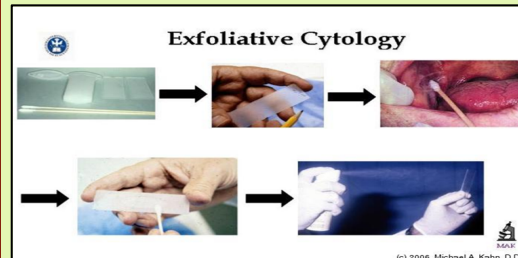 Exfoliative Cytology
MAK
(c) 2006, Michael A. Kahn, D.D